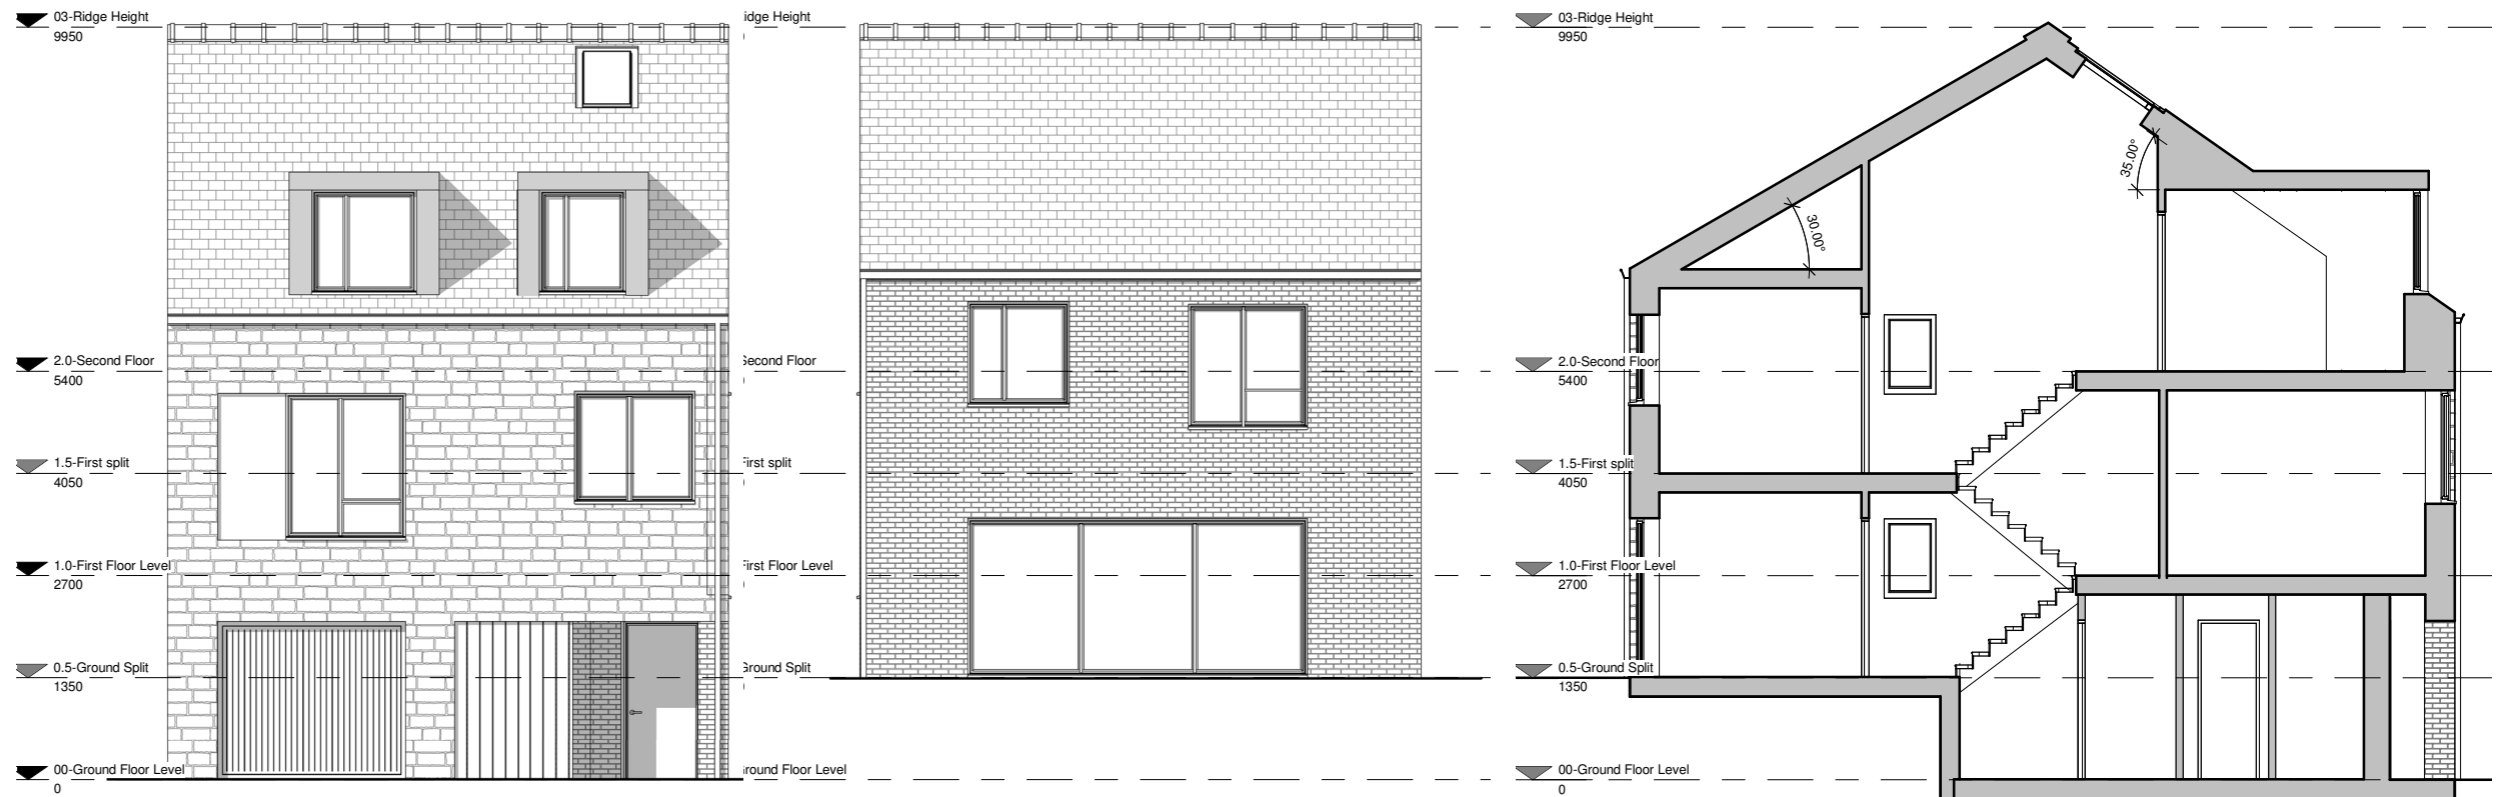 03-Ridge Height
9950
2.0-Second Floor
5400
1.5-First split
4050
1.0-First Floor Level
2700
0.5-Ground Split
1350
00-Ground Floor Level
0
idge Height
Second Floor
First split
First Floor Level
Ground Split
round Floor Level
03-Ridge Height
9950
35.00°
30.00°
2.0-Second Floor
5400
1.5-First split
4050
1.0-First Floor Level
2700
0.5-Ground Split
1350
00-Ground Floor Level
0